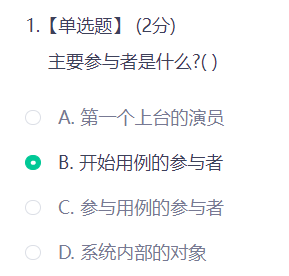 1.【单选题】 (2分)
主要参与者是什么?( )
A. 第一个上台的演员
B. 开始用例的参与者
C. 参与用例的参与者
D. 系统内部的对象